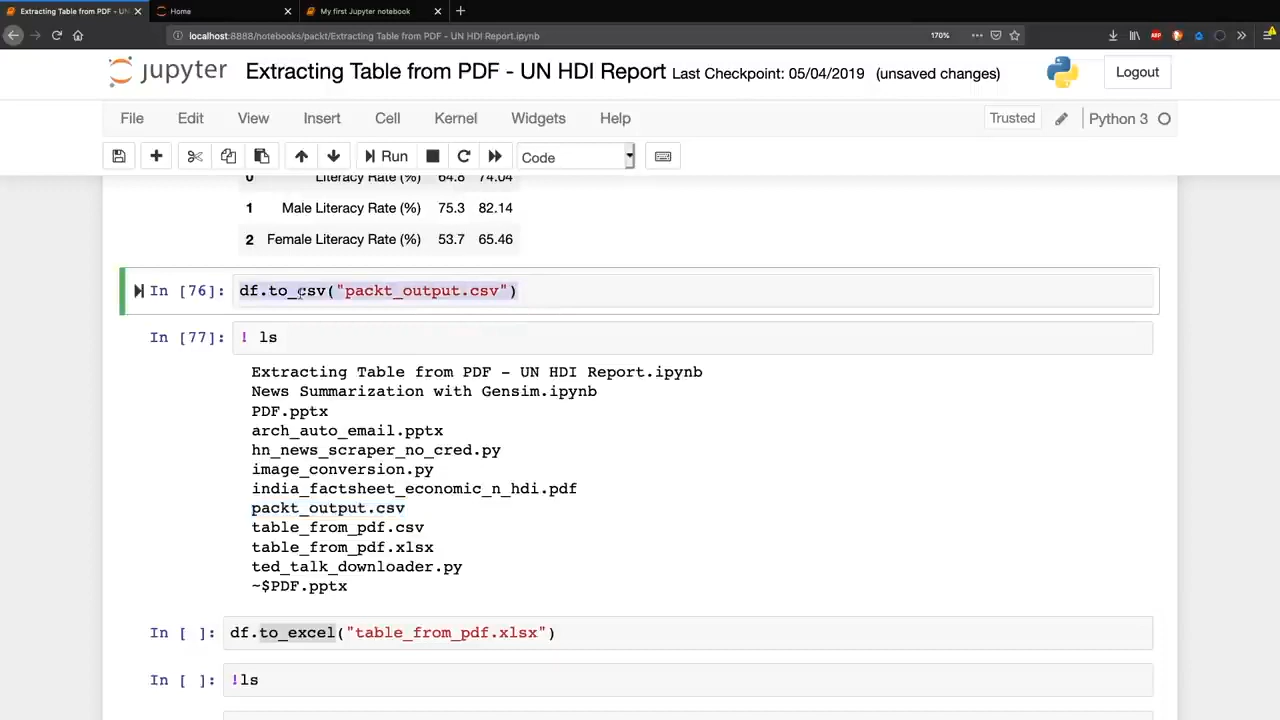 Extracting Table from PDF - UN
Home
My first Jupyter notebook
localhost:8888/notebooks/packt/Extracting Table from PDF - UN HDI Report.ipynb
170%
ABP
jupyter Extracting Table from PDF - UN HDI Report Last Checkpoint: 05/04/2019 (unsaved changes)
Logout
File Edit View Insert Cell Kernel Widgets Help
Trusted
Python 3
Run
Code
0 Literacy Rate (%) 64.8 74.04
1 Male Literacy Rate (%) 75.3 82.14
2 Female Literacy Rate (%) 53.7 65.46
In [76]: df.to_csv("packt_output.csv")
In [77]: ! ls
Extracting Table from PDF - UN HDI Report.ipynb
News Summarization with Gensim.ipynb
PDF.pptx
arch_auto_email.pptx
hn_news_scraper_no_cred.py
image_conversion.py
india_factsheet_economic_n_hdi.pdf
packt_output.csv
table_from_pdf.csv
table_from_pdf.xlsx
ted_talk_downloader.py
~$PDF.pptx
In [ ]: df.to_excel("table_from_pdf.xlsx")
In [ ]: !ls